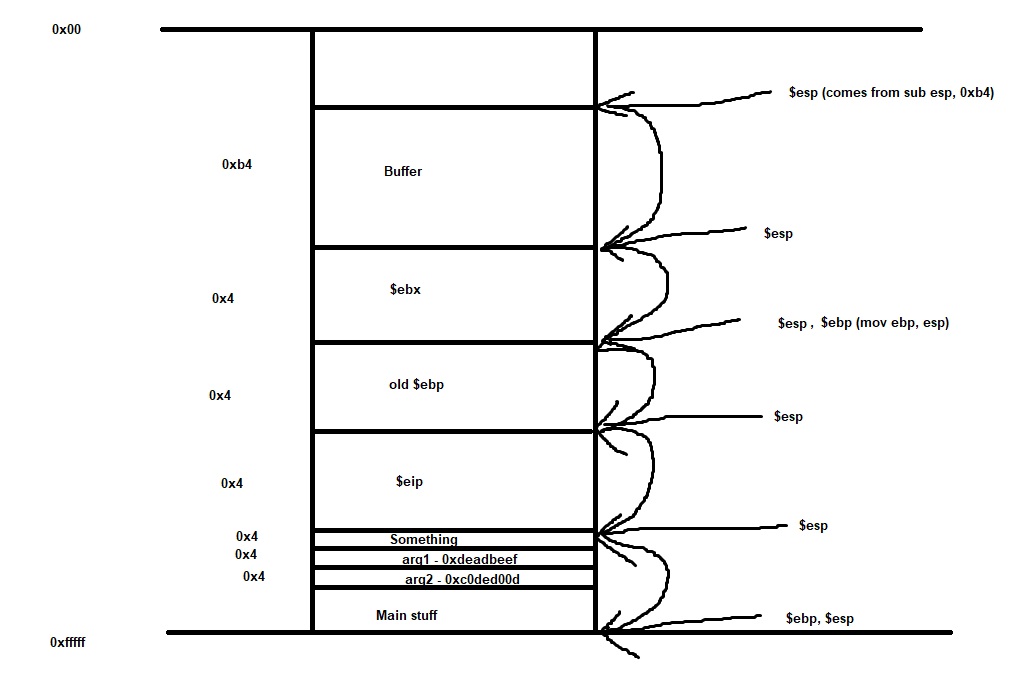 0x00
$esp (comes from sub esp, 0xb4)
0xb4
Buffer
$esp
$ebx
0x4
$esp , $ebp (mov ebp, esp)
old $ebp
0x4
$esp
$eip
0x4
$esp
0x4
Something
0x4
arg1 - 0xdeadbeef
0x4
arg2 - 0xc0ded00d
Main stuff
$ebp, $esp
0xfffff